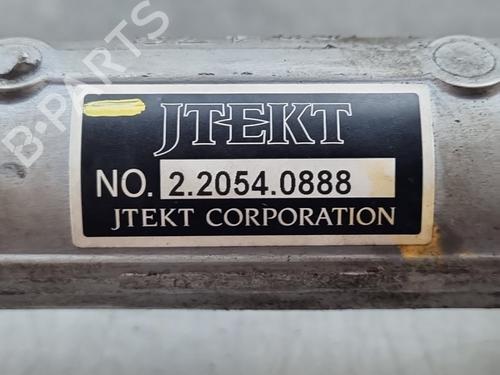 B-PARTS
JTEKT
NO. 2.2054.0888
JTEKT CORPORATION